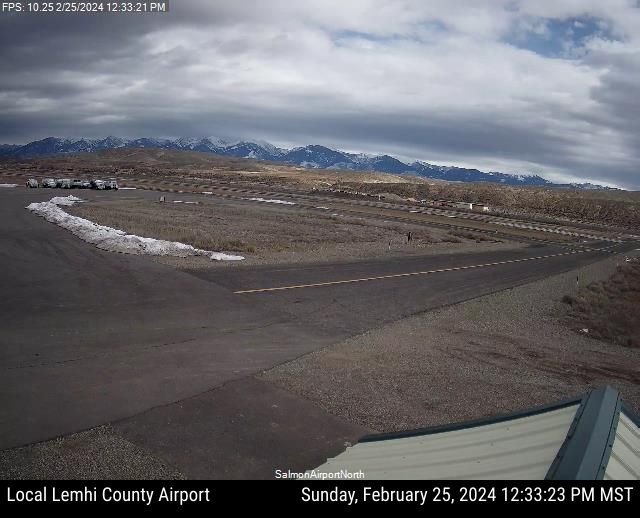 FPS: 10.25 2/25/2024 12:33:21 PM
SalmonAirportNorth
Local Lemhi County Airport
Sunday, February 25, 2024 12:33:23 PM MST